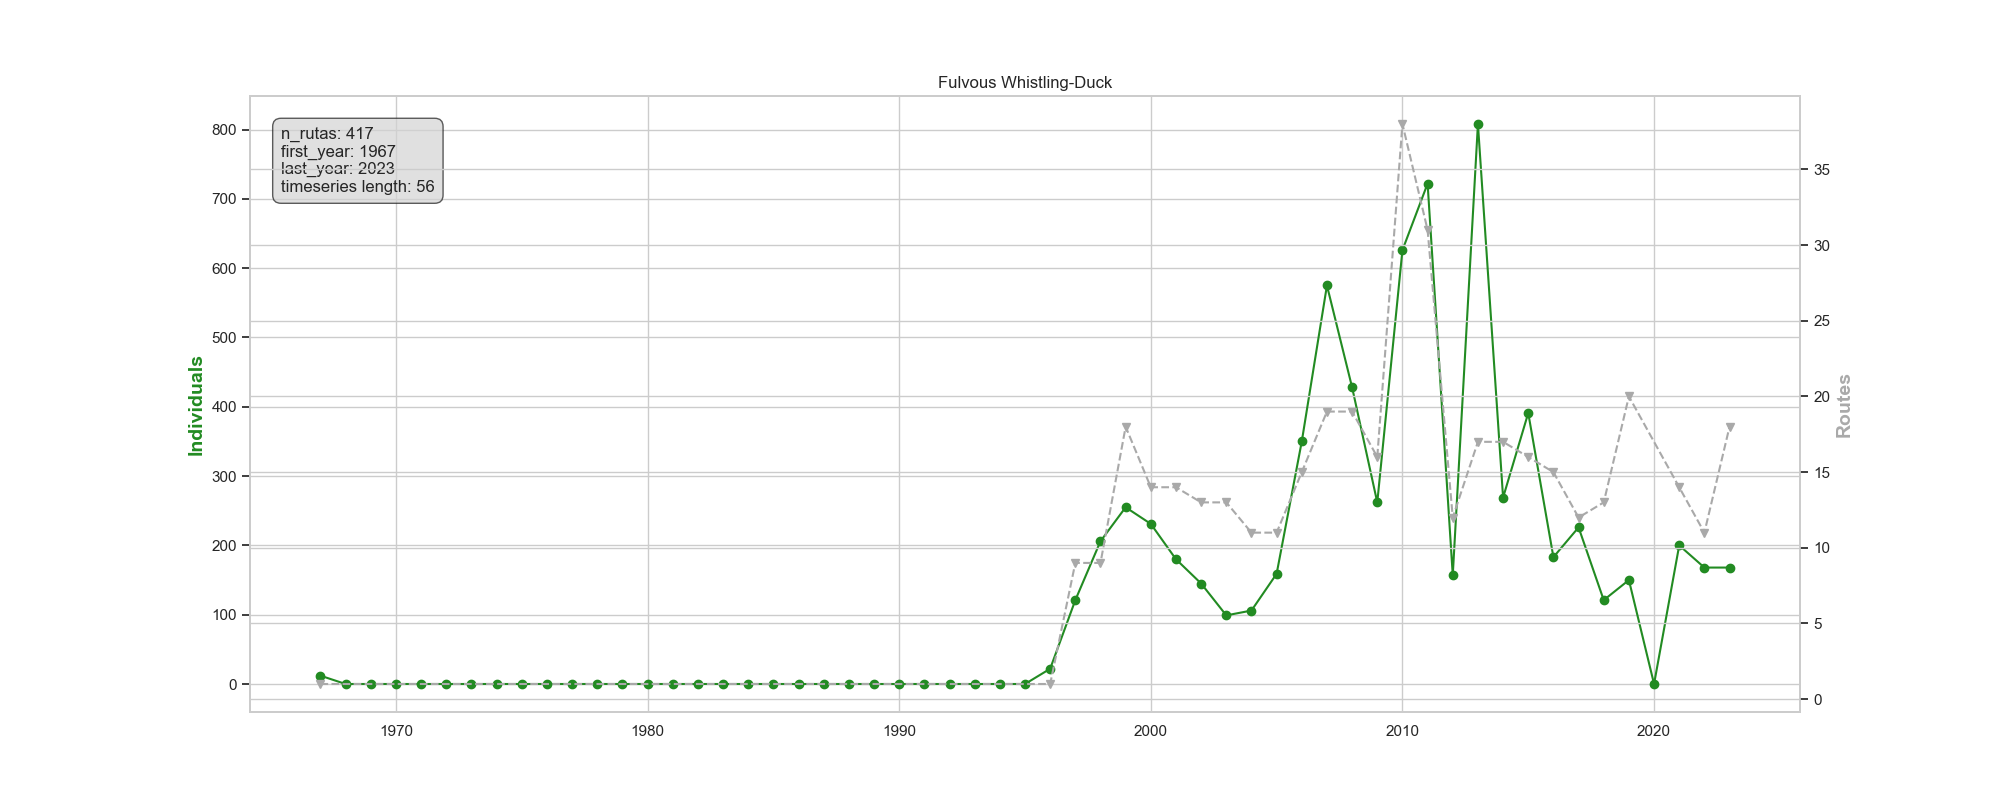 Fulvous Whistling-Duck
n_rutas: 417
first_year: 1967
last_year: 2023
timeseries length: 56
Individuals
800
700
600
500
400
300
200
100
0
35
30
25
20
15
10
5
0
Routes
1970 1980 1990 2000 2010 2020